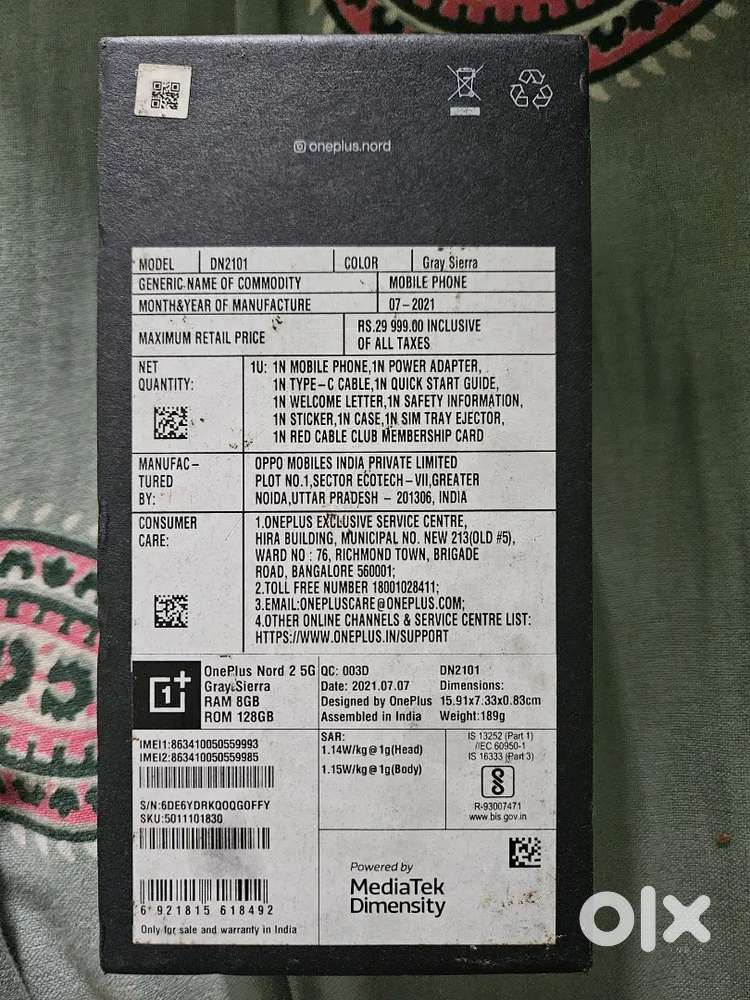 oneplus.nord
MODEL DN2101 COLOR Gray Sierra
GENERIC NAME OF COMMODITY MOBILE PHONE
MONTH&YEAR OF MANUFACTURE 07-2021
MAXIMUM RETAIL PRICE RS.29 999.00 INCLUSIVE
OF ALL TAXES
NET
QUANTITY:
1U: 1N MOBILE PHONE,1N POWER ADAPTER,
1N TYPE-C CABLE,1N QUICK START GUIDE,
1N WELCOME LETTER,1N SAFETY INFORMATION,
1N STICKER,1N CASE,1N SIM TRAY EJECTOR,
1N RED CABLE CLUB MEMBERSHIP CARD
MANUFAC-
TURED
BY:
OPPO MOBILES INDIA PRIVATE LIMITED
PLOT NO.1,SECTOR ECOTECH-VII,GREATER
NOIDA,UTTAR PRADESH - 201306, INDIA
CONSUMER
CARE:
1.ONEPLUS EXCLUSIVE SERVICE CENTRE,
HIRA BUILDING, MUNICIPAL NO. NEW 213(OLD #5),
WARD NO : 76, RICHMOND TOWN, BRIGADE
ROAD, BANGALORE 560001;
2.TOLL FREE NUMBER 18001028411;
3.EMAIL:ONEPLUSCARE@ONEPLUS.COM;
4.OTHER ONLINE CHANNELS & SERVICE CENTRE LIST:
HTTPS://WWW.ONEPLUS.IN/SUPPORT
1+
OnePlus Nord 2 5G
Gray Sierra
RAM 8GB
ROM 128GB
QC: 003D
Date: 2021.07.07
Designed by OnePlus
Assembled in India
DN2101
Dimensions:
15.91x7.33x0.83cm
Weight:189g
IMEI1:863410050559993
IMEI2:863410050559985
S/N:6DE6YDRKQOQGOFFY
SKU:5011101830
6 921815 618492
Only for sale and warranty in India
SAR:
1.14W/kg@1g(Head)
1.15W/kg@1g(Body)
IS 13252 (Part 1)
/IEC 60950-1
IS 16333 (Part 3)
R-93007471
www.bis.gov.in
Powered by
MediaTek
Dimensity
olx